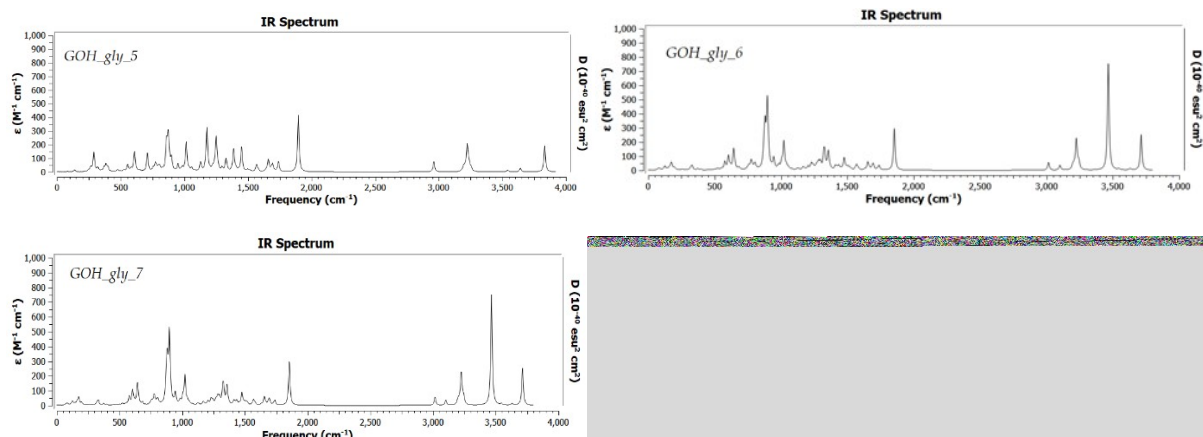 IR Spectrum
GOH_gly_5
1,000
900
800
700
600
500
400
300
200
100
0
ε (M⁻¹ cm⁻¹)
D (10⁻⁴⁰ esu² cm²)
0 500 1,000 1,500 2,000 2,500 3,000 3,500 4,000
Frequency (cm⁻¹)
IR Spectrum
GOH_gly_6
1,000
900
800
700
600
500
400
300
200
100
0
ε (M⁻¹ cm⁻¹)
D (10⁻⁴⁰ esu² cm²)
0 500 1,000 1,500 2,000 2,500 3,000 3,500 4,000
Frequency (cm⁻¹)
IR Spectrum
GOH_gly_7
1,000
900
800
700
600
500
400
300
200
100
0
ε (M⁻¹ cm⁻¹)
D (10⁻⁴⁰ esu² cm²)
0 500 1,000 1,500 2,000 2,500 3,000 3,500 4,000
Frequency (cm⁻¹)